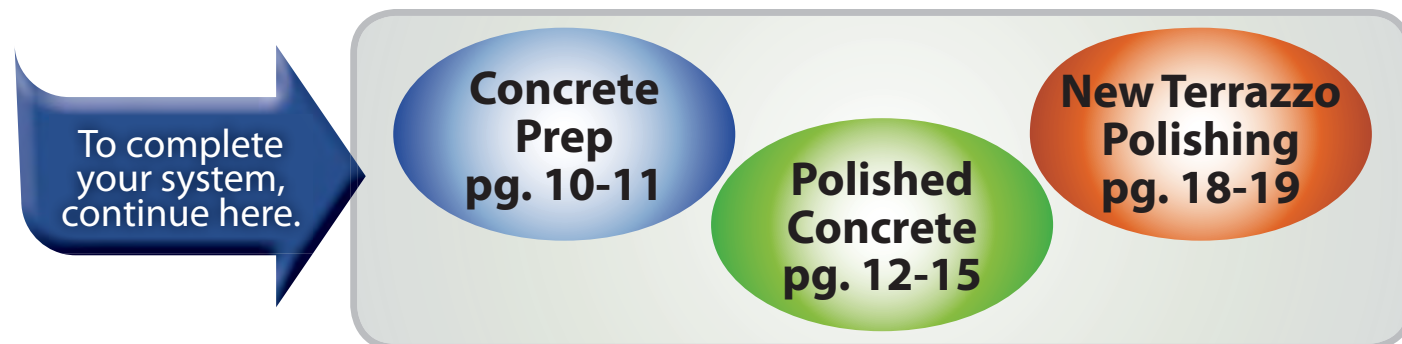 To complete
your system,
continue here.
Concrete
Prep
pg. 10-11
Polished
Concrete
pg. 12-15
New Terrazzo
Polishing
pg. 18-19